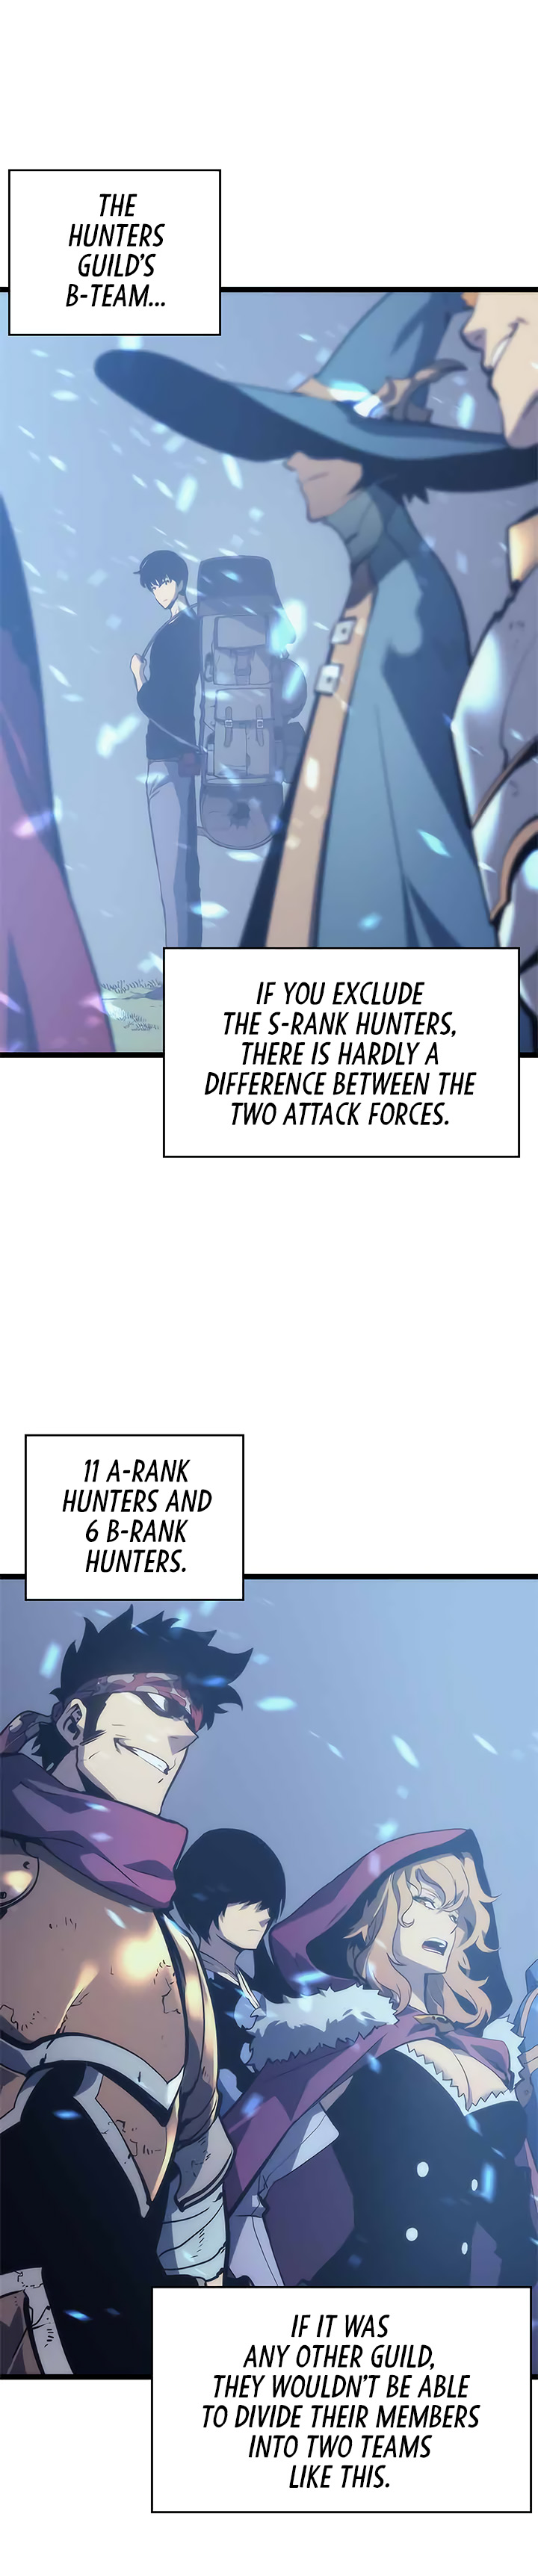 THE
HUNTERS
GUILD'S
B-TEAM...
IF YOU EXCLUDE
THE S-RANK HUNTERS,
THERE IS HARDLY A
DIFFERENCE BETWEEN THE
TWO ATTACK FORCES.
11 A-RANK
HUNTERS AND
6 B-RANK
HUNTERS.
IF IT WAS
ANY OTHER GUILD,
THEY WOULDN'T BE ABLE
TO DIVIDE THEIR MEMBERS
INTO TWO TEAMS
LIKE THIS.